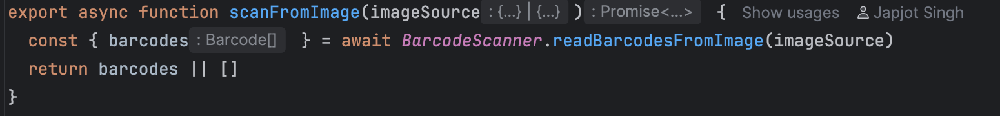 export async function scanFromImage(imageSource : {...} | {...} ) : Promise<...> { Show usages Japjot Singh
const { barcodes : Barcode[] } = await BarcodeScanner.readBarcodesFromImage(imageSource)
return barcodes || []
}